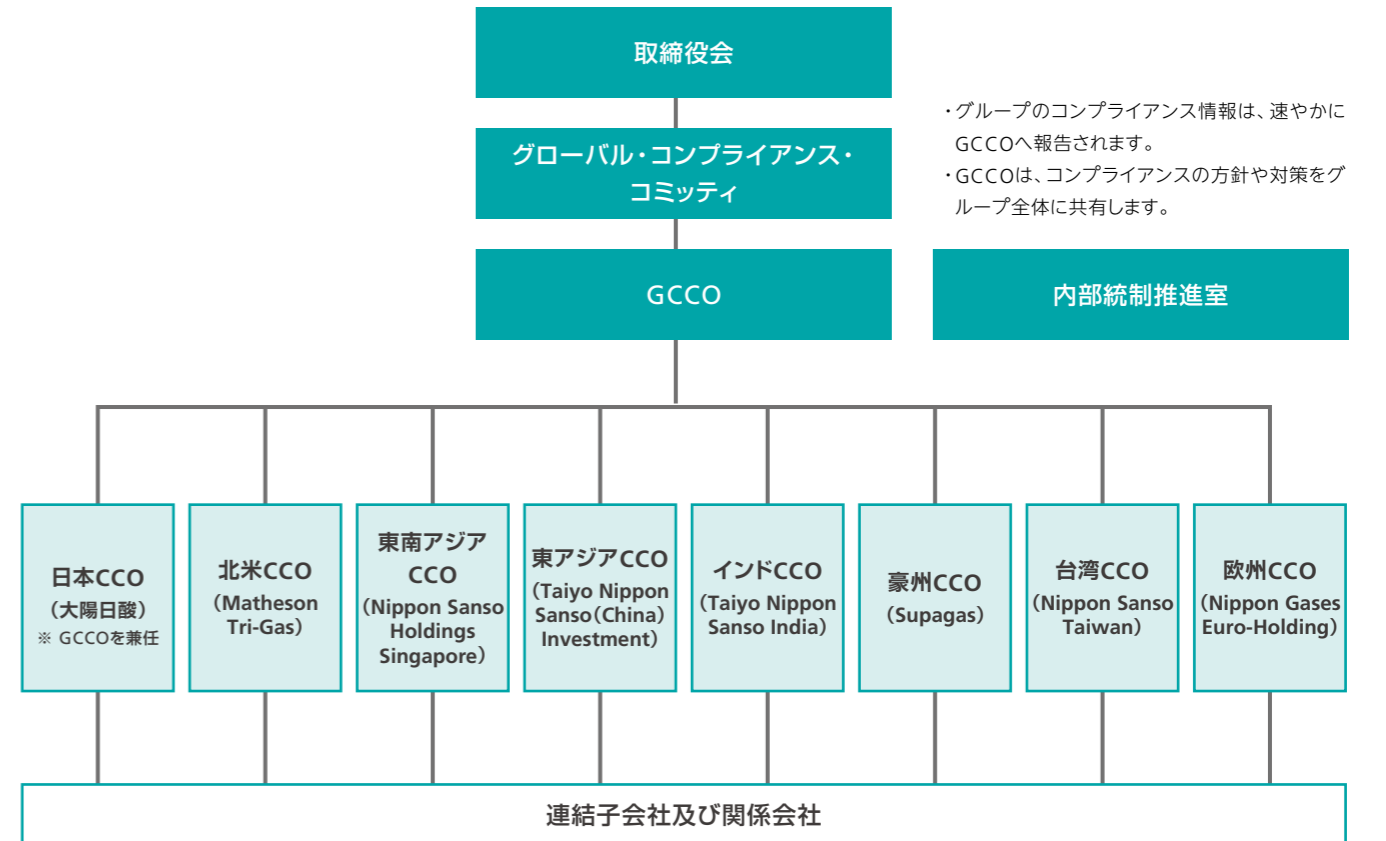 取締役会
グローバル・コンプライアンス・
コミッティ
・グループのコンプライアンス情報は、速やかに
GCCOへ報告されます。
・GCCOは、コンプライアンスの方針や対策をグ
ループ全体に共有します。
GCCO
内部統制推進室
日本CCO
（大陽日酸）
※ GCCOを兼任
北米CCO
（Matheson
Tri-Gas）
東南アジア
CCO
（Nippon Sanso
Holdings
Singapore）
東アジアCCO
（Taiyo Nippon
Sanso（China）
Investment）
インドCCO
（Taiyo Nippon
Sanso India）
豪州CCO
（Supagas）
台湾CCO
（Nippon Sanso
Taiwan）
欧州CCO
（Nippon Gases
Euro-Holding）
連結子会社及び関係会社